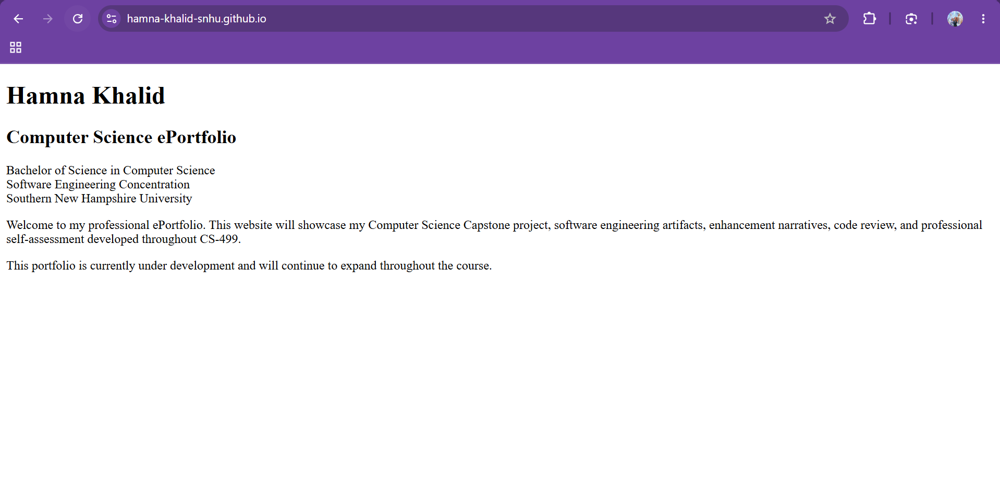 hamna-khalid-snhu.github.io
Hamna Khalid
Computer Science ePortfolio
Bachelor of Science in Computer Science
Software Engineering Concentration
Southern New Hampshire University
Welcome to my professional ePortfolio. This website will showcase my Computer Science Capstone project, software engineering artifacts, enhancement narratives, code review, and professional
self-assessment developed throughout CS-499.
This portfolio is currently under development and will continue to expand throughout the course.